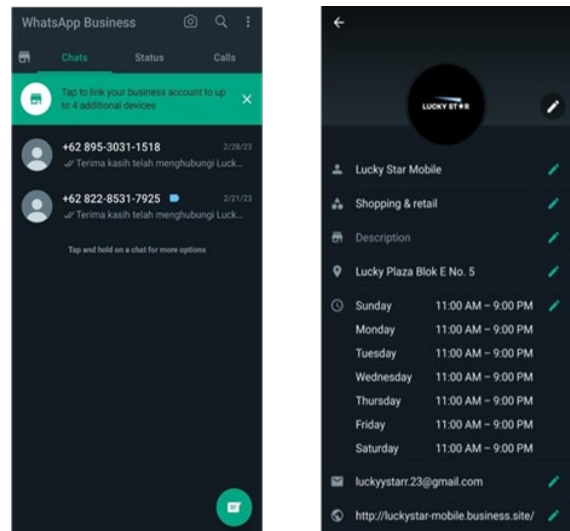 WhatsApp Business
Chats Status Calls
Tap to link your business account to up
to 4 additional devices
+62 895-3031-1518 2/28/23
Terima kasih telah menghubungi Luck...
+62 822-8531-7925 2/21/23
Terima kasih telah menghubungi Luck...
Tap and hold on a chat for more options
LUCKY ST★R
Lucky Star Mobile
Shopping & retail
Description
Lucky Plaza Blok E No. 5
Sunday 11:00 AM – 9:00 PM
Monday 11:00 AM – 9:00 PM
Tuesday 11:00 AM – 9:00 PM
Wednesday 11:00 AM – 9:00 PM
Thursday 11:00 AM – 9:00 PM
Friday 11:00 AM – 9:00 PM
Saturday 11:00 AM – 9:00 PM
luckyystarr.23@gmail.com
http://luckystar-mobile.business.site/